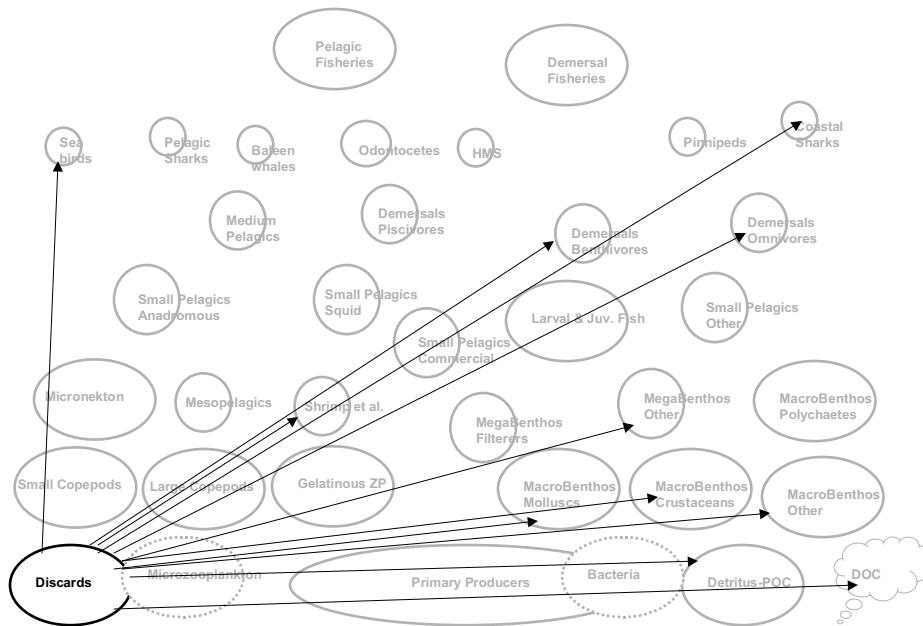 Pelagic
Fisheries
Demersal
Fisheries
Sea
birds
Pelagic
Sharks
Baleen
whales
Odontocetes
HMS
Pinnipeds
Coastal
Sharks
Medium
Pelagics
Demersals
Piscivores
Demersals
Benthivores
Demersals
Omnivores
Small Pelagics
Anadromous
Small Pelagics
Squid
Small Pelagics
Commercial
Larval & Juv. Fish
Small Pelagics
Other
Micronekton
Mesopelagics
Shrimp et al.
MegaBenthos
Filterers
MegaBenthos
Other
MacroBenthos
Polychaetes
Small Copepods
Large Copepods
Gelatinous ZP
MacroBenthos
Molluscs
MacroBenthos
Crustaceans
MacroBenthos
Other
Discards
Microzooplankton
Primary Producers
Bacteria
Detritus-POC
DOC